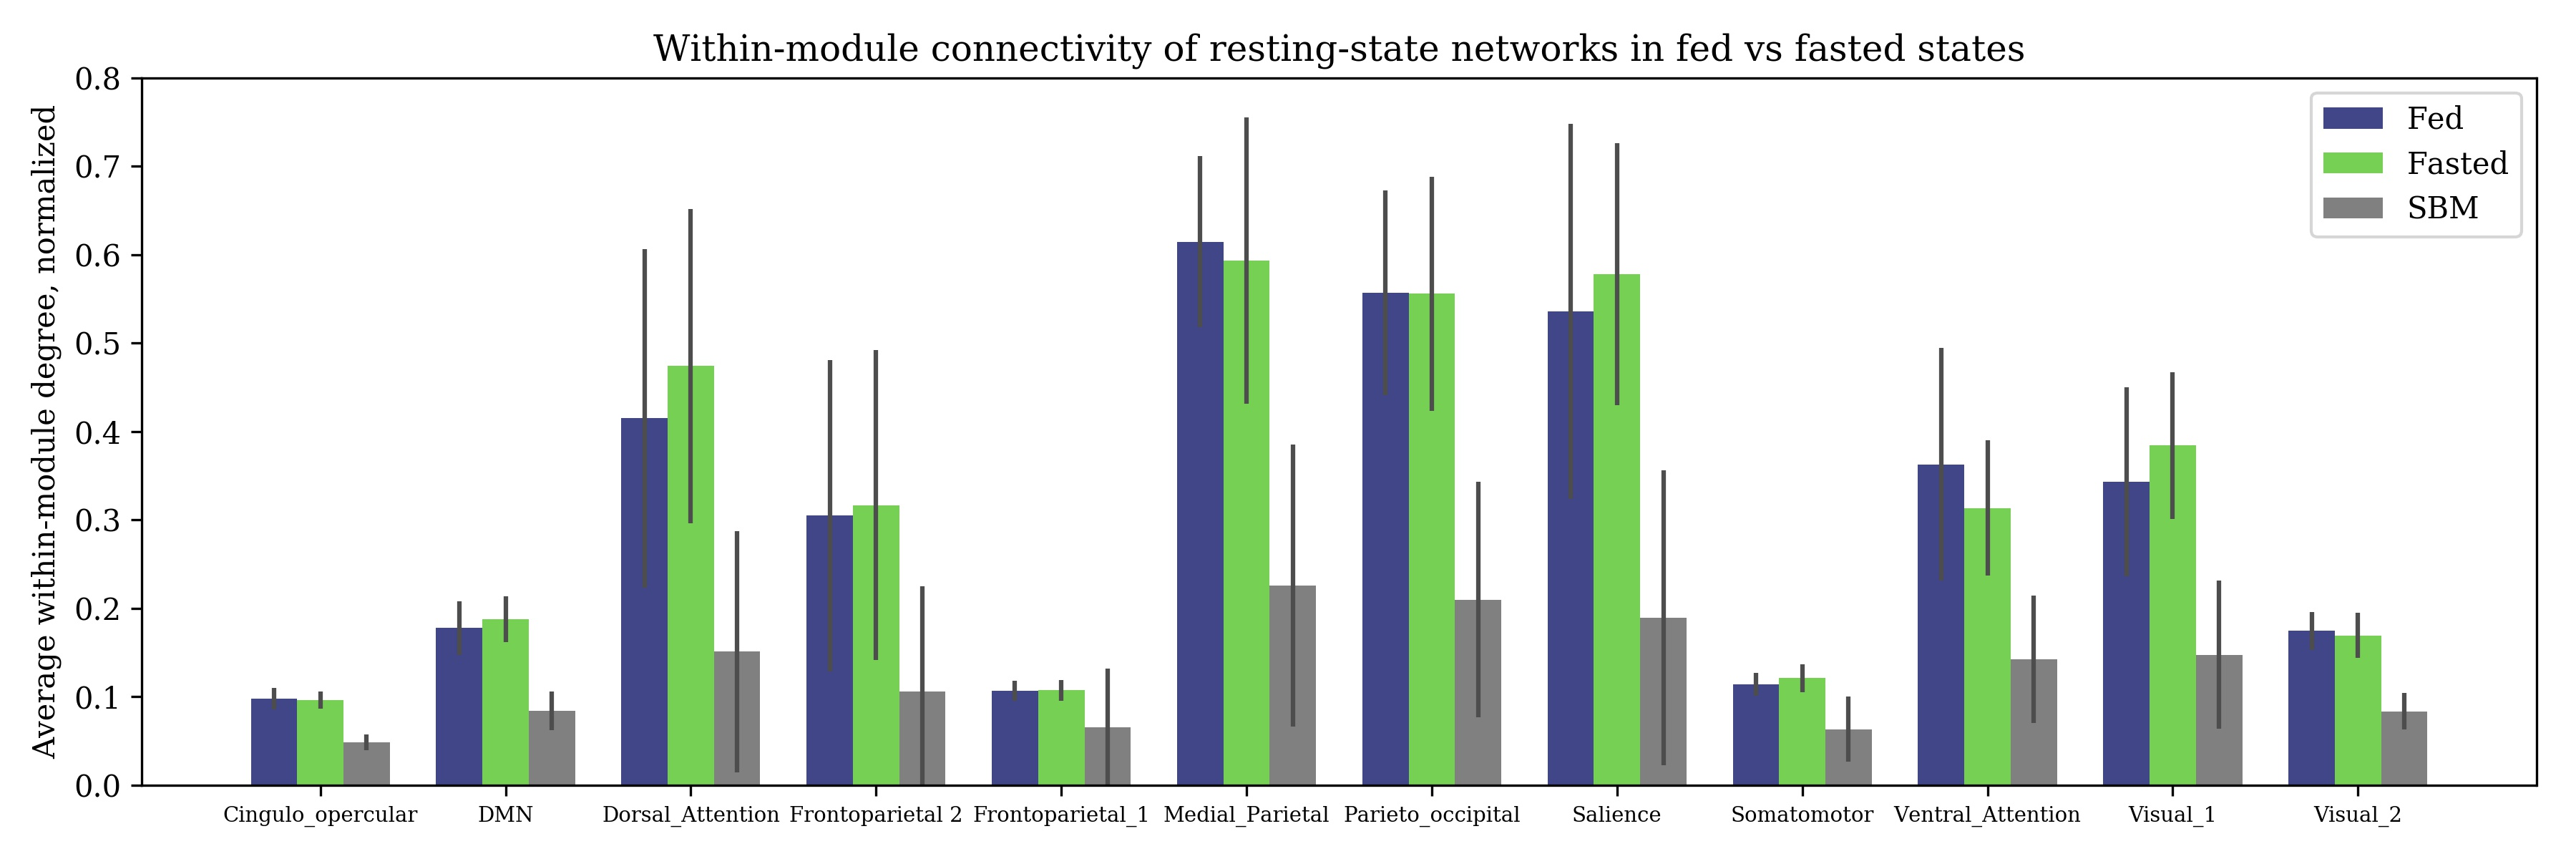 Within-module connectivity of resting-state networks in fed vs fasted states
Average within-module degree, normalized
0.8
0.7
0.6
0.5
0.4
0.3
0.2
0.1
0.0
Fed
Fasted
SBM
Cingulo_opercular DMN Dorsal_Attention Frontoparietal 2 Frontoparietal_1 Medial_Parietal Parieto_occipital Salience Somatomotor Ventral_Attention Visual_1 Visual_2